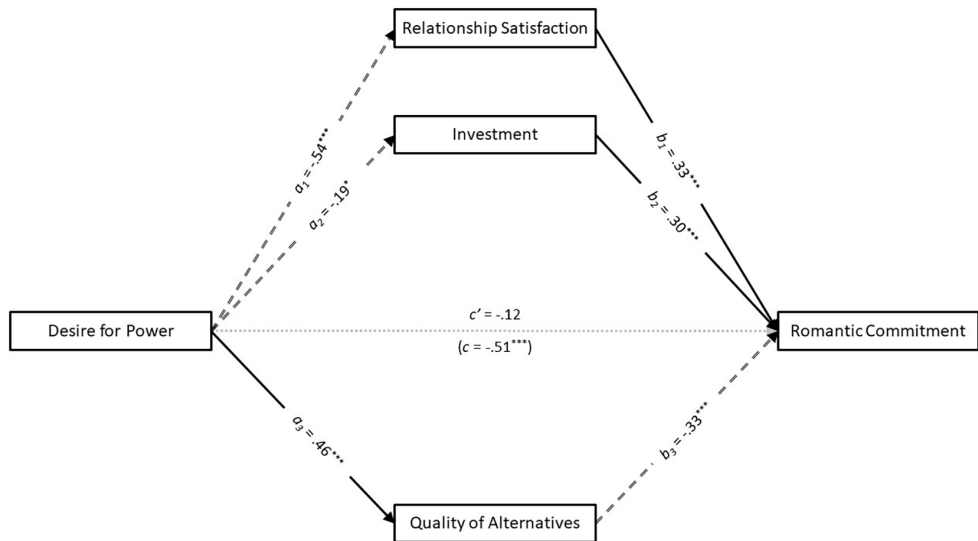 Relationship Satisfaction
Investment
a₁ = -.54***
a₂ = -.19*
b₁ = .33***
b₂ = .30***
Desire for Power
c’ = -.12
(c = -.51***)
Romantic Commitment
a₃ = .46***
b₃ = -.33***
Quality of Alternatives